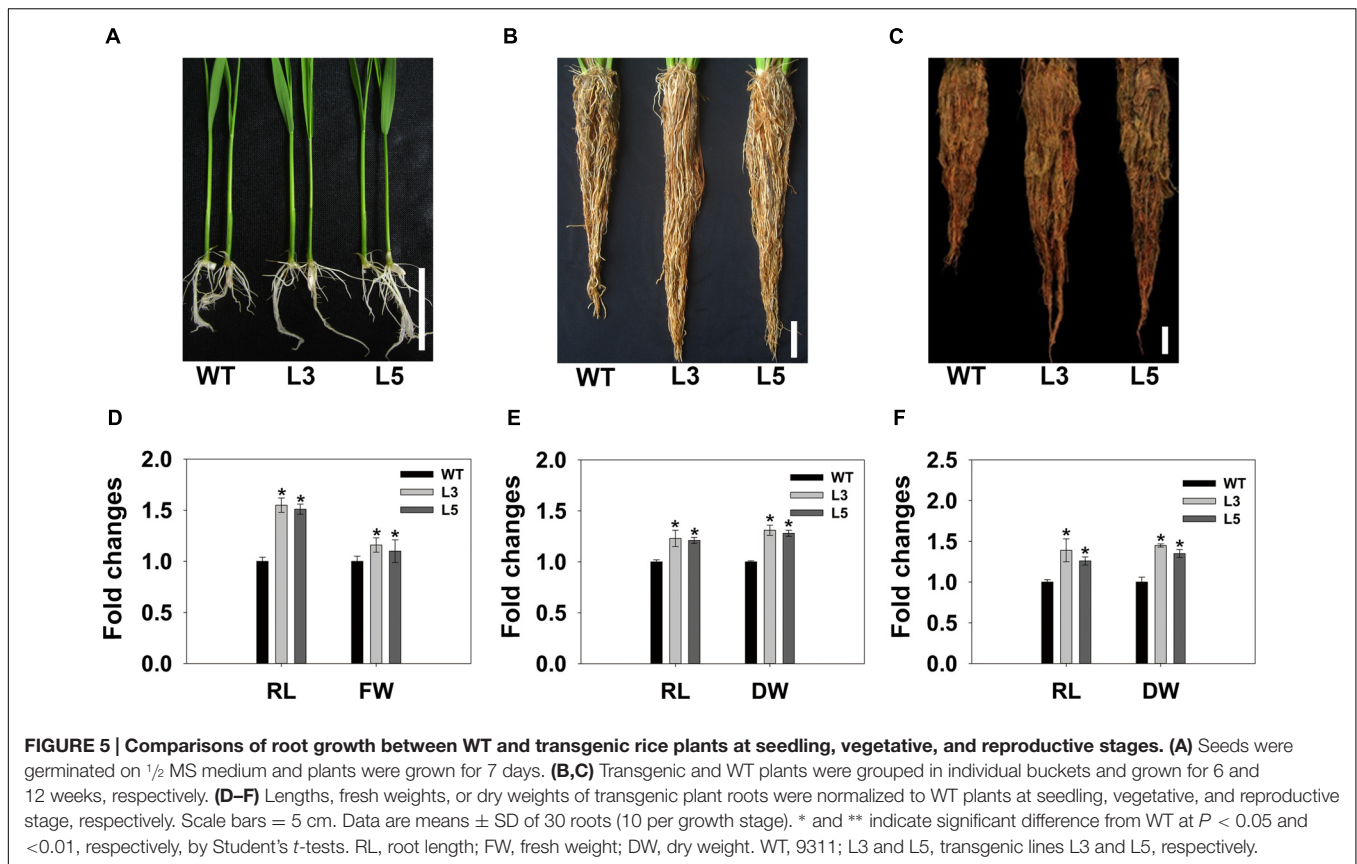 A
B
C
WT L3 L5
WT L3 L5
WT L3 L5
D
E
F
Fold changes
2.0
1.5
1.0
0.5
0.0
WT
L3
L5
* * * *
RL FW
Fold changes
2.0
1.5
1.0
0.5
0.0
WT
L3
L5
* * * *
RL DW
Fold changes
2.5
2.0
1.5
1.0
0.5
0.0
WT
L3
L5
* * * *
RL DW
FIGURE 5 | Comparisons of root growth between WT and transgenic rice plants at seedling, vegetative, and reproductive stages. (A) Seeds were
germinated on 1/2 MS medium and plants were grown for 7 days. (B,C) Transgenic and WT plants were grouped in individual buckets and grown for 6 and
12 weeks, respectively. (D–F) Lengths, fresh weights, or dry weights of transgenic plant roots were normalized to WT plants at seedling, vegetative, and reproductive
stage, respectively. Scale bars = 5 cm. Data are means ± SD of 30 roots (10 per growth stage). * and ** indicate significant difference from WT at P < 0.05 and
<0.01, respectively, by Student's t-tests. RL, root length; FW, fresh weight; DW, dry weight. WT, 9311; L3 and L5, transgenic lines L3 and L5, respectively.